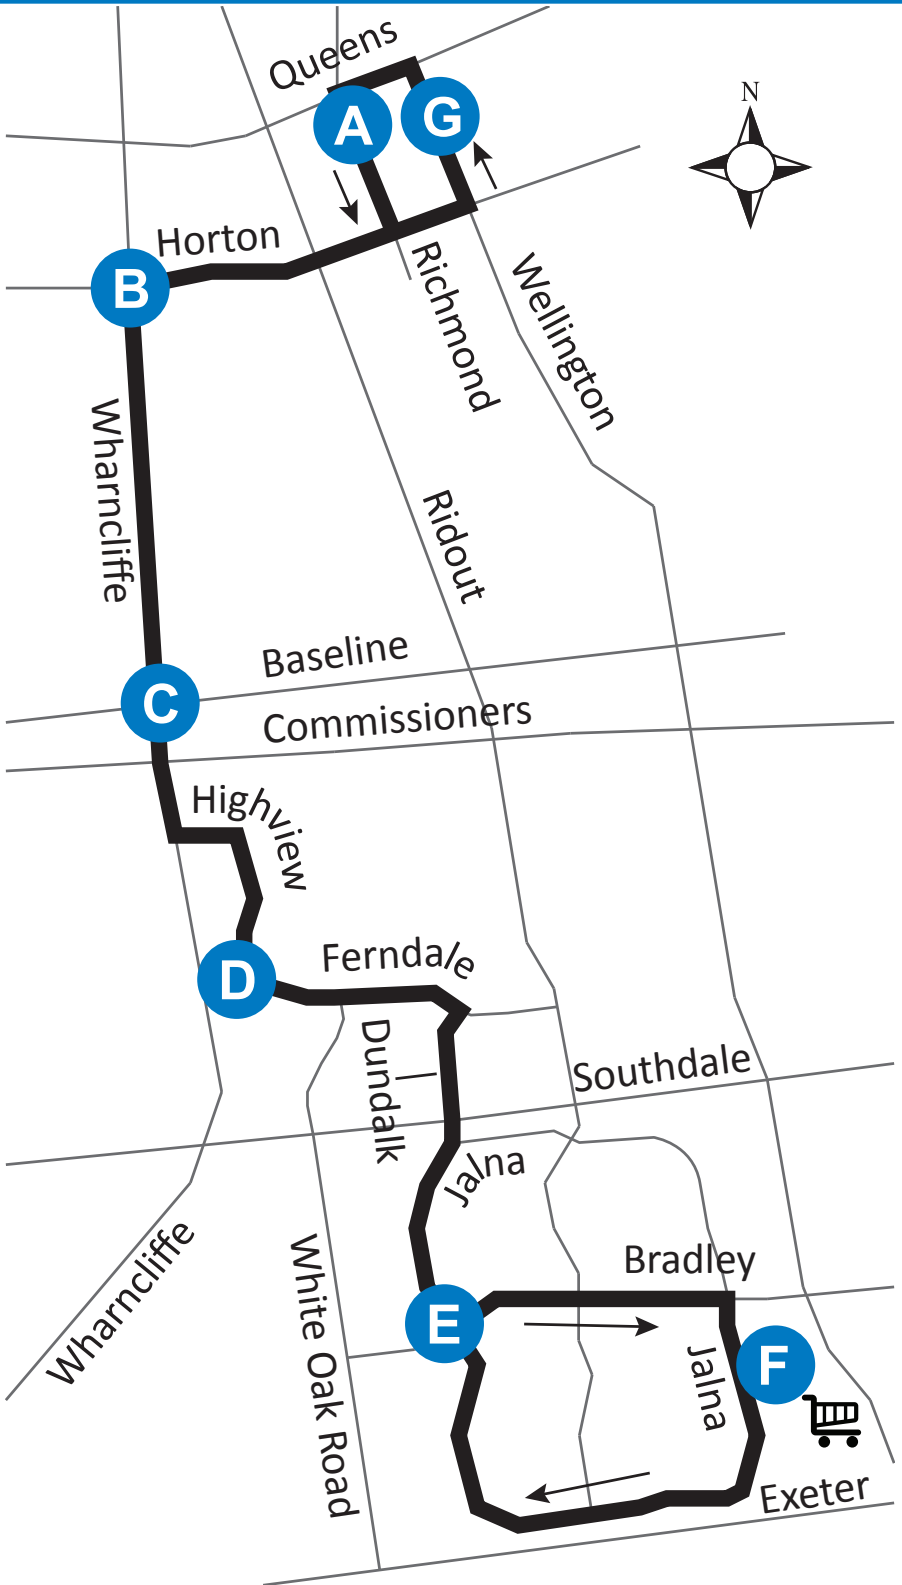 Queens
N
A
G
Horton
B
Richmond
Wellington
Wharncliffe
Ridout
Baseline
C
Commissioners
Highview
Ferndale
D
Dundalk
Southdale
Jalna
Wharncliffe
White Oak Road
Bradley
E
Jalna
F
Exeter